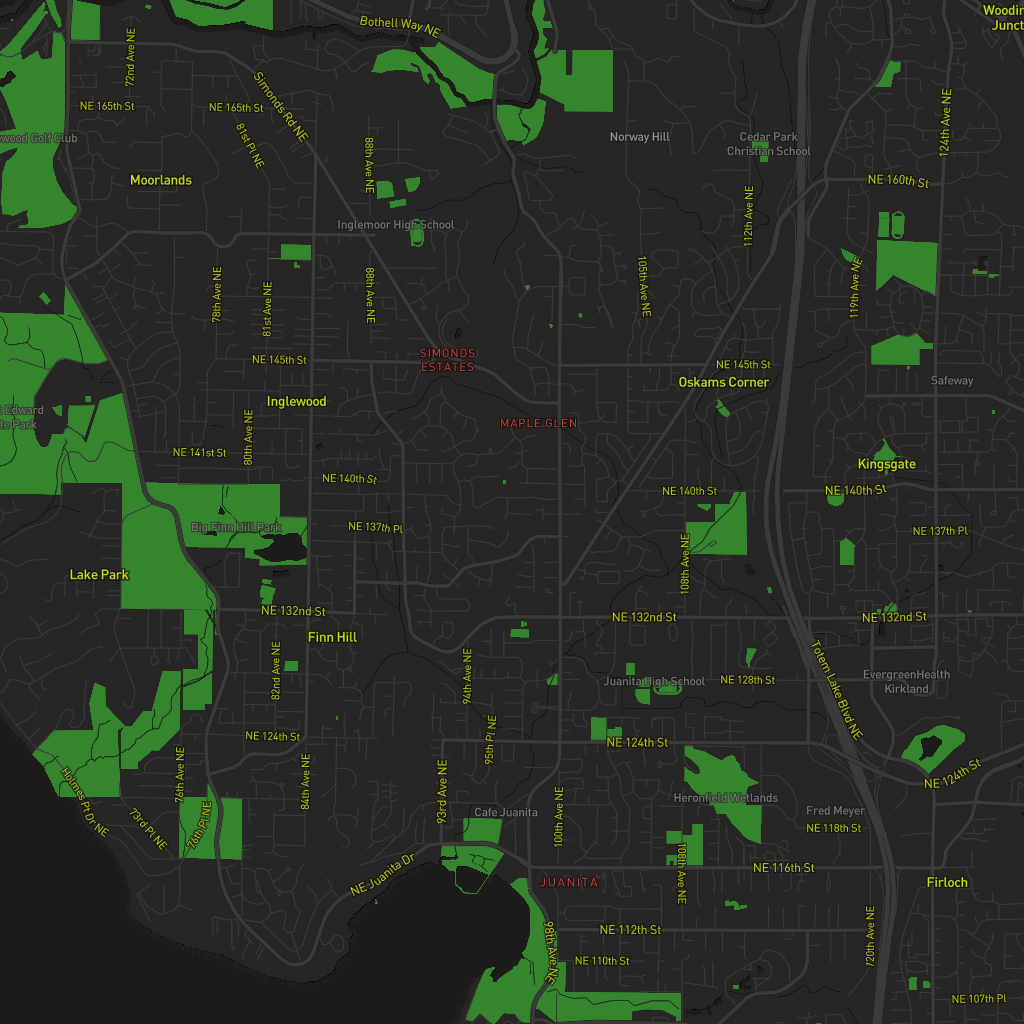 Bothell Way NE
Woodin
Junct
72nd Ave NE
Simonds Rd NE
NE 165th St
NE 165th St
81st Pl NE
ewood Golf Club
88th Ave NE
Norway Hill
Cedar Park
Christian School
124th Ave NE
Moorlands
NE 160th St
112th Ave NE
Inglemoor High School
78th Ave NE
81st Ave NE
88th Ave NE
105th Ave NE
119th Ave NE
NE 145th St
SIMONDS
ESTATES
NE 145th St
Oskams Corner
Safeway
Inglewood
t Edward
te Park
MAPLE GLEN
80th Ave NE
NE 141st St
NE 140th St
NE 140th St
Kingsgate
NE 140th St
Big Finn Hill Park
NE 137th Pl
NE 137th Pl
108th Ave NE
Lake Park
NE 132nd St
NE 132nd St
NE 132nd St
Finn Hill
82nd Ave NE
94th Ave NE
Totem Lake Blvd NE
Juanita High School
NE 128th St
EvergreenHealth
Kirkland
NE 124th St
95th Pl NE
NE 124th St
NE 124th St
76th Ave NE
84th Ave NE
93rd Ave NE
100th Ave NE
Holmes Pt Dr NE
73rd Pl NE
76th Pl NE
Heronfield Wetlands
Cafe Juanita
Fred Meyer
NE 118th St
NE Juanita Dr
108th Ave NE
NE 116th St
JUANITA
Firloch
98th Ave NE
NE 112th St
720th Ave NE
NE 110th St
NE 107th Pl